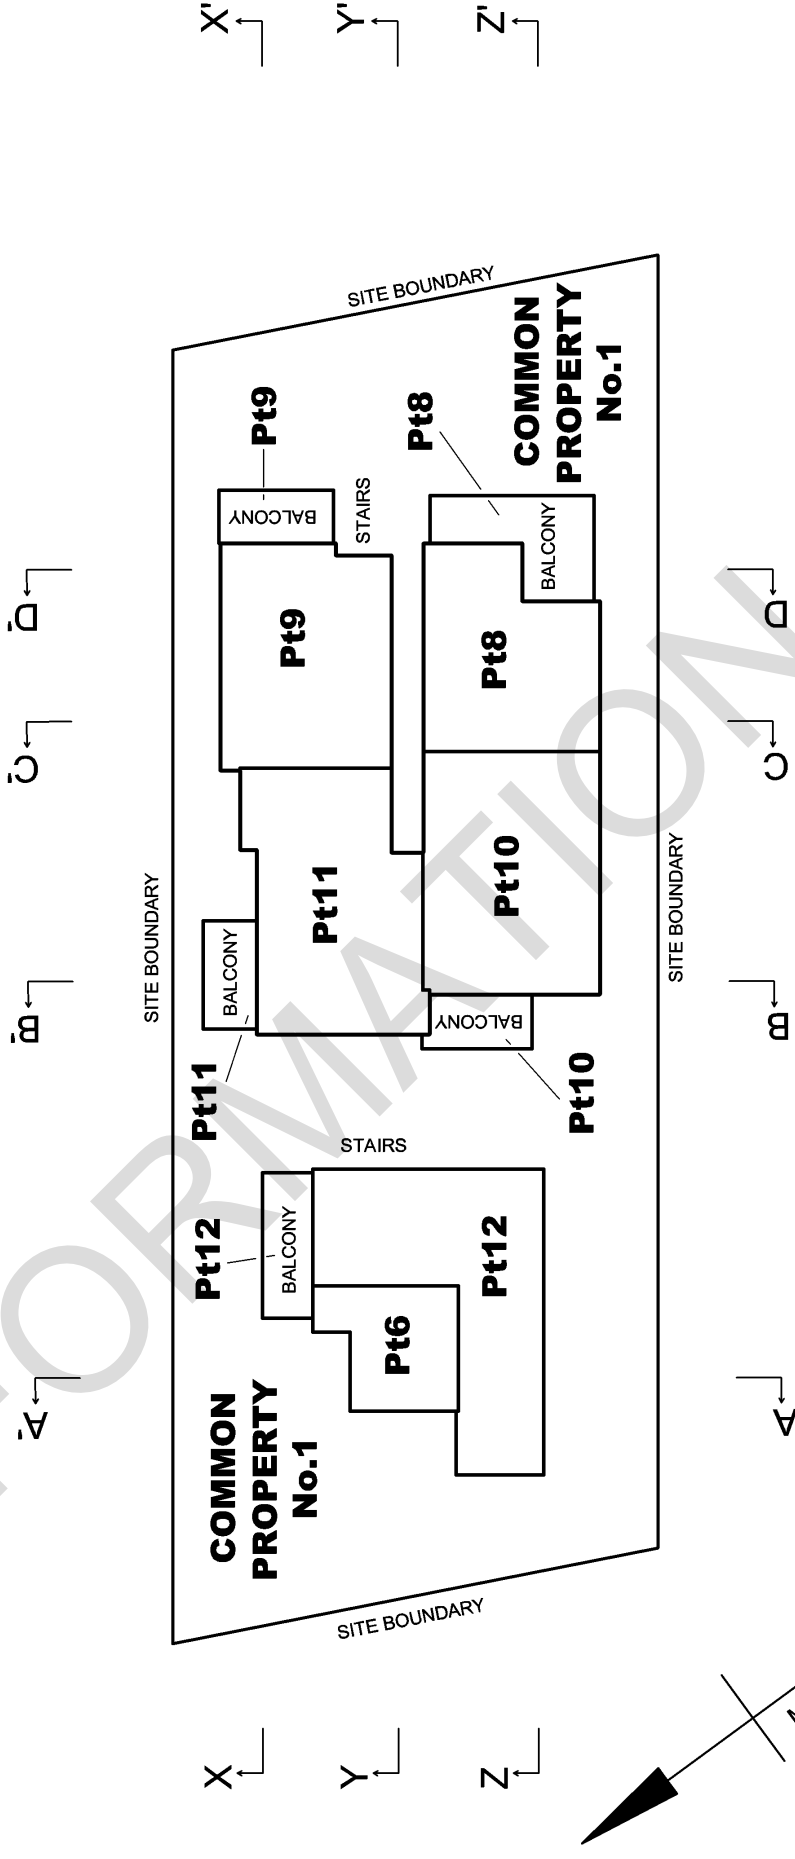 X'
Y'
Z'
SITE BOUNDARY
COMMON
PROPERTY
No.1
Pt9
Pt8
BALCONY
STAIRS
BALCONY
D'
D
Pt9
Pt8
C'
C
Pt11
Pt10
SITE BOUNDARY
SITE BOUNDARY
BALCONY
B'
B
BALCONY
Pt11
Pt10
STAIRS
Pt12
BALCONY
Pt12
Pt6
A'
A
COMMON
PROPERTY
No.1
SITE BOUNDARY
X
Y
Z
ORMATION